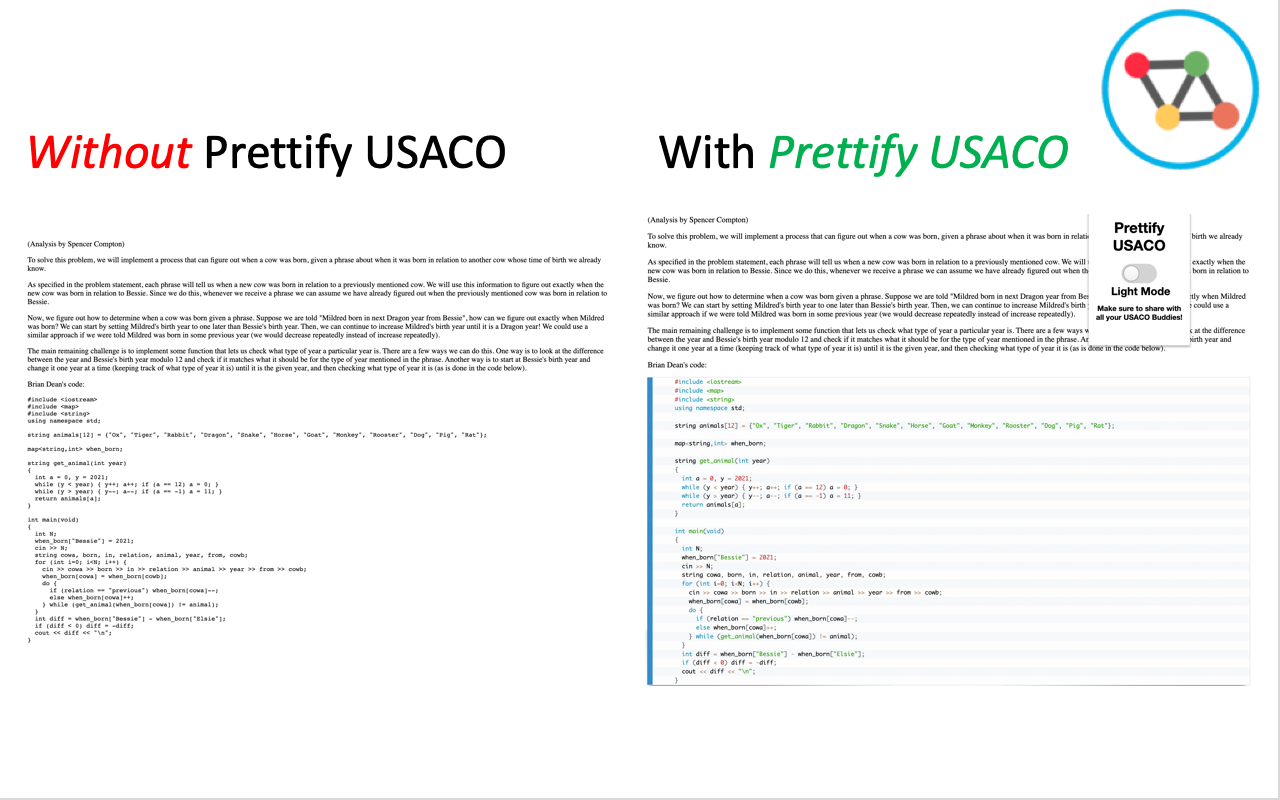 Without Prettify USACO
(Analysis by Spencer Compton)
To solve this problem, we will implement a process that can figure out when a cow was born, given a phrase about when it was born in relation to another cow whose time of birth we already
know.
As specified in the problem statement, each phrase will tell us when a new cow was born in relation to a previously mentioned cow. We will use this information to figure out exactly when the
new cow was born in relation to Bessie. Since we do this, whenever we receive a phrase we can assume we have already figured out when the previously mentioned cow was born in relation to
Bessie.
Now, we figure out how to determine when a cow was born given a phrase. Suppose we are told "Mildred born in next Dragon year from Bessie", how can we figure out exactly when Mildred
was born? We can start by setting Mildred's birth year to one later than Bessie's birth year. Then, we can continue to increase Mildred's birth year until it is a Dragon year! We could use a
similar approach if we were told Mildred was born in some previous year (we would decrease repeatedly instead of increase repeatedly).
The main remaining challenge is to implement some function that lets us check what type of year a particular year is. There are a few ways we can do this. One way is to look at the difference
between the year and Bessie's birth year modulo 12 and check if it matches what it should be for the type of year mentioned in the phrase. Another way is to start at Bessie's birth year and
change it one year at a time (keeping track of what type of year it is) until it is the given year, and then checking what type of year it is (as is done in the code below).
Brian Dean's code:
#include <iostream>
#include <map>
#include <string>
using namespace std;
string animals[12] = {"Ox", "Tiger", "Rabbit", "Dragon", "Snake", "Horse", "Goat", "Monkey", "Rooster", "Dog", "Pig", "Rat"};
map<string,int> when_born;
string get_animal(int year)
{
  int a = 0, y = 2021;
  while (y < year) { y++; a++; if (a == 12) a = 0; }
  while (y > year) { y--; a--; if (a == -1) a = 11; }
  return animals[a];
}
int main(void)
{
  int N;
  when_born["Bessie"] = 2021;
  cin >> N;
  string cowa, born, in, relation, animal, year, from, cowb;
  for (int i=0; i<N; i++) {
    cin >> cowa >> born >> in >> relation >> animal >> year >> from >> cowb;
    when_born[cowa] = when_born[cowb];
    do {
      if (relation == "previous") when_born[cowa]--;
      else when_born[cowa]++;
    } while (get_animal(when_born[cowa]) != animal);
  }
  int diff = when_born["Bessie"] - when_born["Elsie"];
  if (diff < 0) diff = -diff;
  cout << diff << "\n";
}
With Prettify USACO
(Analysis by Spencer Compton)
To solve this problem, we will implement a process that can figure out when a cow was born, given a phrase about when it was born in relatio birth we already
know.
As specified in the problem statement, each phrase will tell us when a new cow was born in relation to a previously mentioned cow. We will exactly when the
new cow was born in relation to Bessie. Since we do this, whenever we receive a phrase we can assume we have already figured out when th born in relation to
Bessie.
Now, we figure out how to determine when a cow was born given a phrase. Suppose we are told "Mildred born in next Dragon year from Bes ctly when Mildred
was born? We can start by setting Mildred's birth year to one later than Bessie's birth year. Then, we can continue to increase Mildred's birth y could use a
similar approach if we were told Mildred was born in some previous year (we would decrease repeatedly instead of increase repeatedly).
The main remaining challenge is to implement some function that lets us check what type of year a particular year is. There are a few ways w k at the difference
between the year and Bessie's birth year modulo 12 and check if it matches what it should be for the type of year mentioned in the phrase. An birth year and
change it one year at a time (keeping track of what type of year it is) until it is the given year, and then checking what type of year it is (as is done in the code below).
Prettify
USACO
Light Mode
Make sure to share with
all your USACO Buddies!
Brian Dean's code:
#include <iostream>
#include <map>
#include <string>
using namespace std;
string animals[12] = {"Ox", "Tiger", "Rabbit", "Dragon", "Snake", "Horse", "Goat", "Monkey", "Rooster", "Dog", "Pig", "Rat"};
map<string,int> when_born;
string get_animal(int year)
{
  int a = 0, y = 2021;
  while (y < year) { y++; a++; if (a == 12) a = 0; }
  while (y > year) { y--; a--; if (a == -1) a = 11; }
  return animals[a];
}
int main(void)
{
  int N;
  when_born["Bessie"] = 2021;
  cin >> N;
  string cowa, born, in, relation, animal, year, from, cowb;
  for (int i=0; i<N; i++) {
    cin >> cowa >> born >> in >> relation >> animal >> year >> from >> cowb;
    when_born[cowa] = when_born[cowb];
    do {
      if (relation == "previous") when_born[cowa]--;
      else when_born[cowa]++;
    } while (get_animal(when_born[cowa]) != animal);
  }
  int diff = when_born["Bessie"] - when_born["Elsie"];
  if (diff < 0) diff = -diff;
  cout << diff << "\n";
}